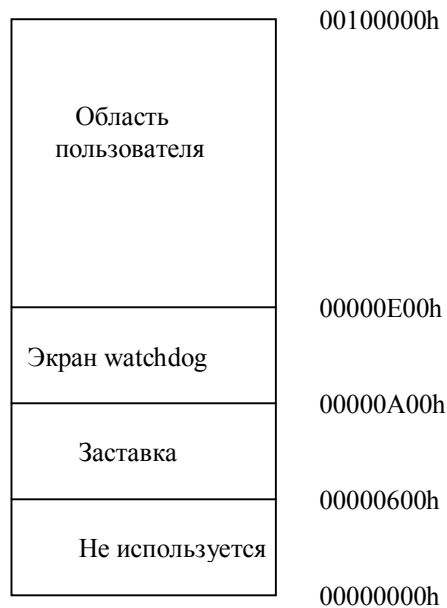 00100000h
Область
пользователя
00000E00h
Экран watchdog
00000A00h
Заставка
00000600h
Не используется
00000000h